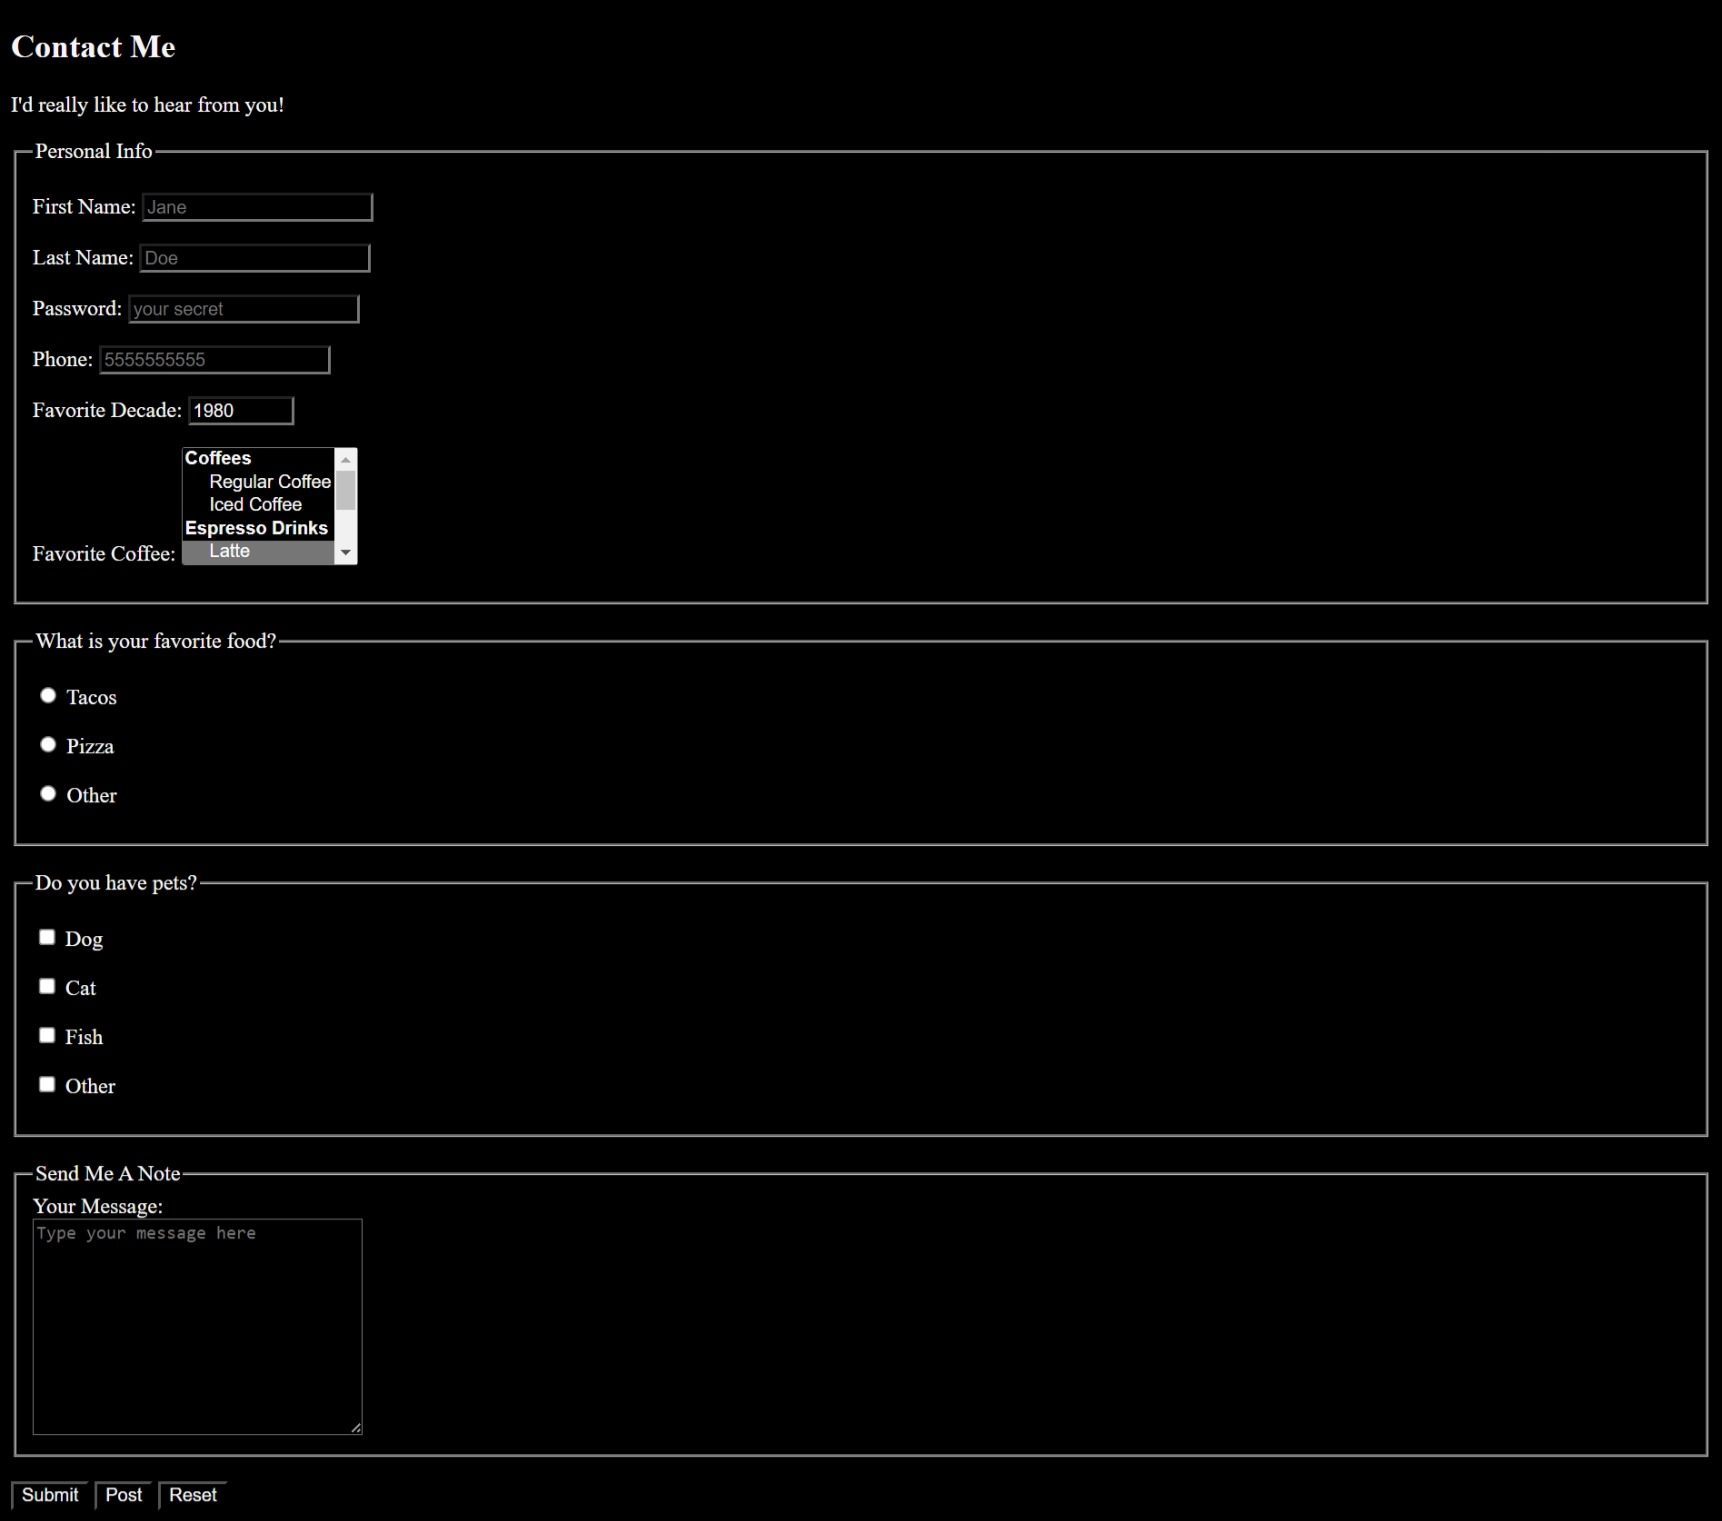 Contact Me
I'd really like to hear from you!
Personal Info
First Name: Jane
Last Name: Doe
Password: your secret
Phone: 5555555555
Favorite Decade: 1980
Coffees
Regular Coffee
Iced Coffee
Espresso Drinks
Latte
Favorite Coffee:
What is your favorite food?
Tacos
Pizza
Other
Do you have pets?
Dog
Cat
Fish
Other
Send Me A Note
Your Message:
Type your message here
Submit Post Reset